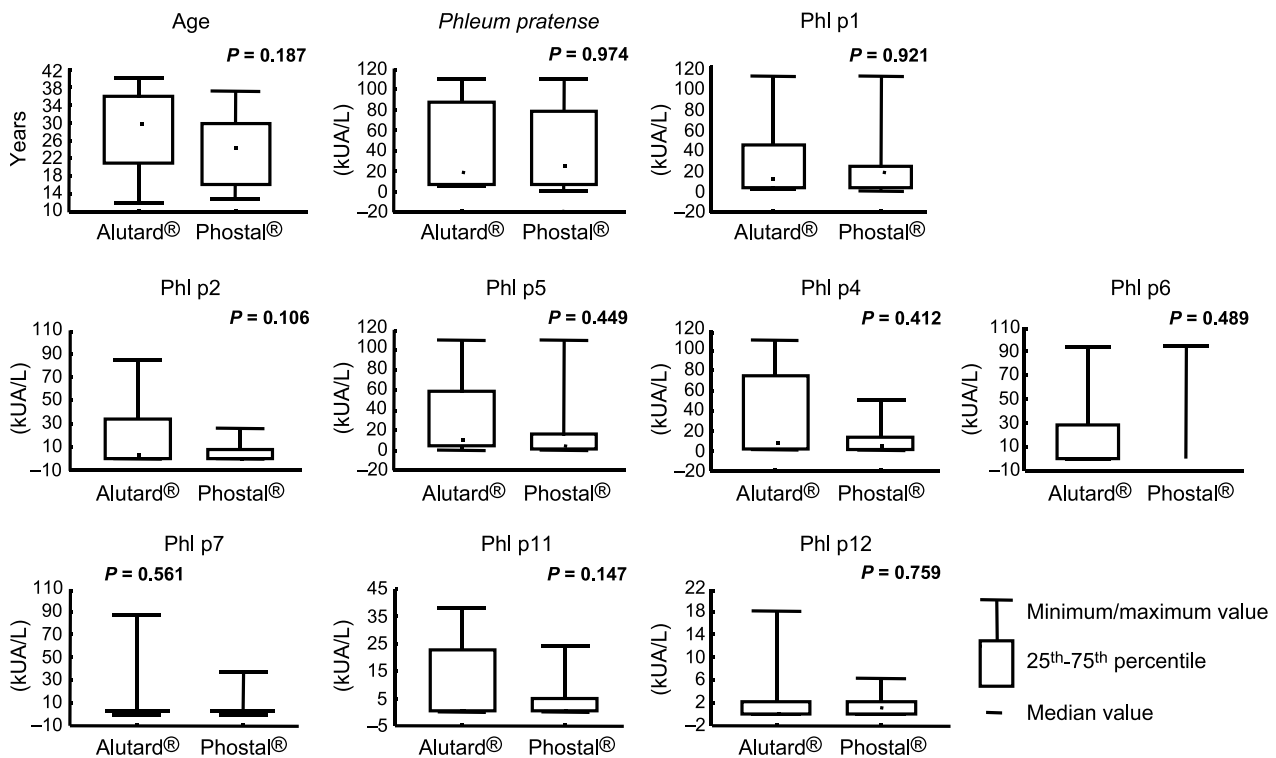 Age
P = 0.187
Years
42
38
34
30
26
22
18
14
10
Alutard® Phostal®
Phleum pratense
P = 0.974
(kUA/L)
120
100
80
60
40
20
0
–20
Alutard® Phostal®
Phl p1
P = 0.921
(kUA/L)
120
100
80
60
40
20
0
–20
Alutard® Phostal®
Phl p2
P = 0.106
(kUA/L)
110
90
70
50
30
10
–10
Alutard® Phostal®
Phl p5
P = 0.449
(kUA/L)
120
100
80
60
40
20
0
–20
Alutard® Phostal®
Phl p4
P = 0.412
(kUA/L)
120
100
80
60
40
20
0
–20
Alutard® Phostal®
Phl p6
P = 0.489
(kUA/L)
110
90
70
50
30
10
–10
Alutard® Phostal®
Phl p7
P = 0.561
(kUA/L)
110
90
70
50
30
10
–10
Alutard® Phostal®
Phl p11
P = 0.147
(kUA/L)
45
35
25
15
5
–5
Alutard® Phostal®
Phl p12
P = 0.759
(kUA/L)
22
18
14
10
6
2
–2
Alutard® Phostal®
Minimum/maximum value
25th-75th percentile
Median value